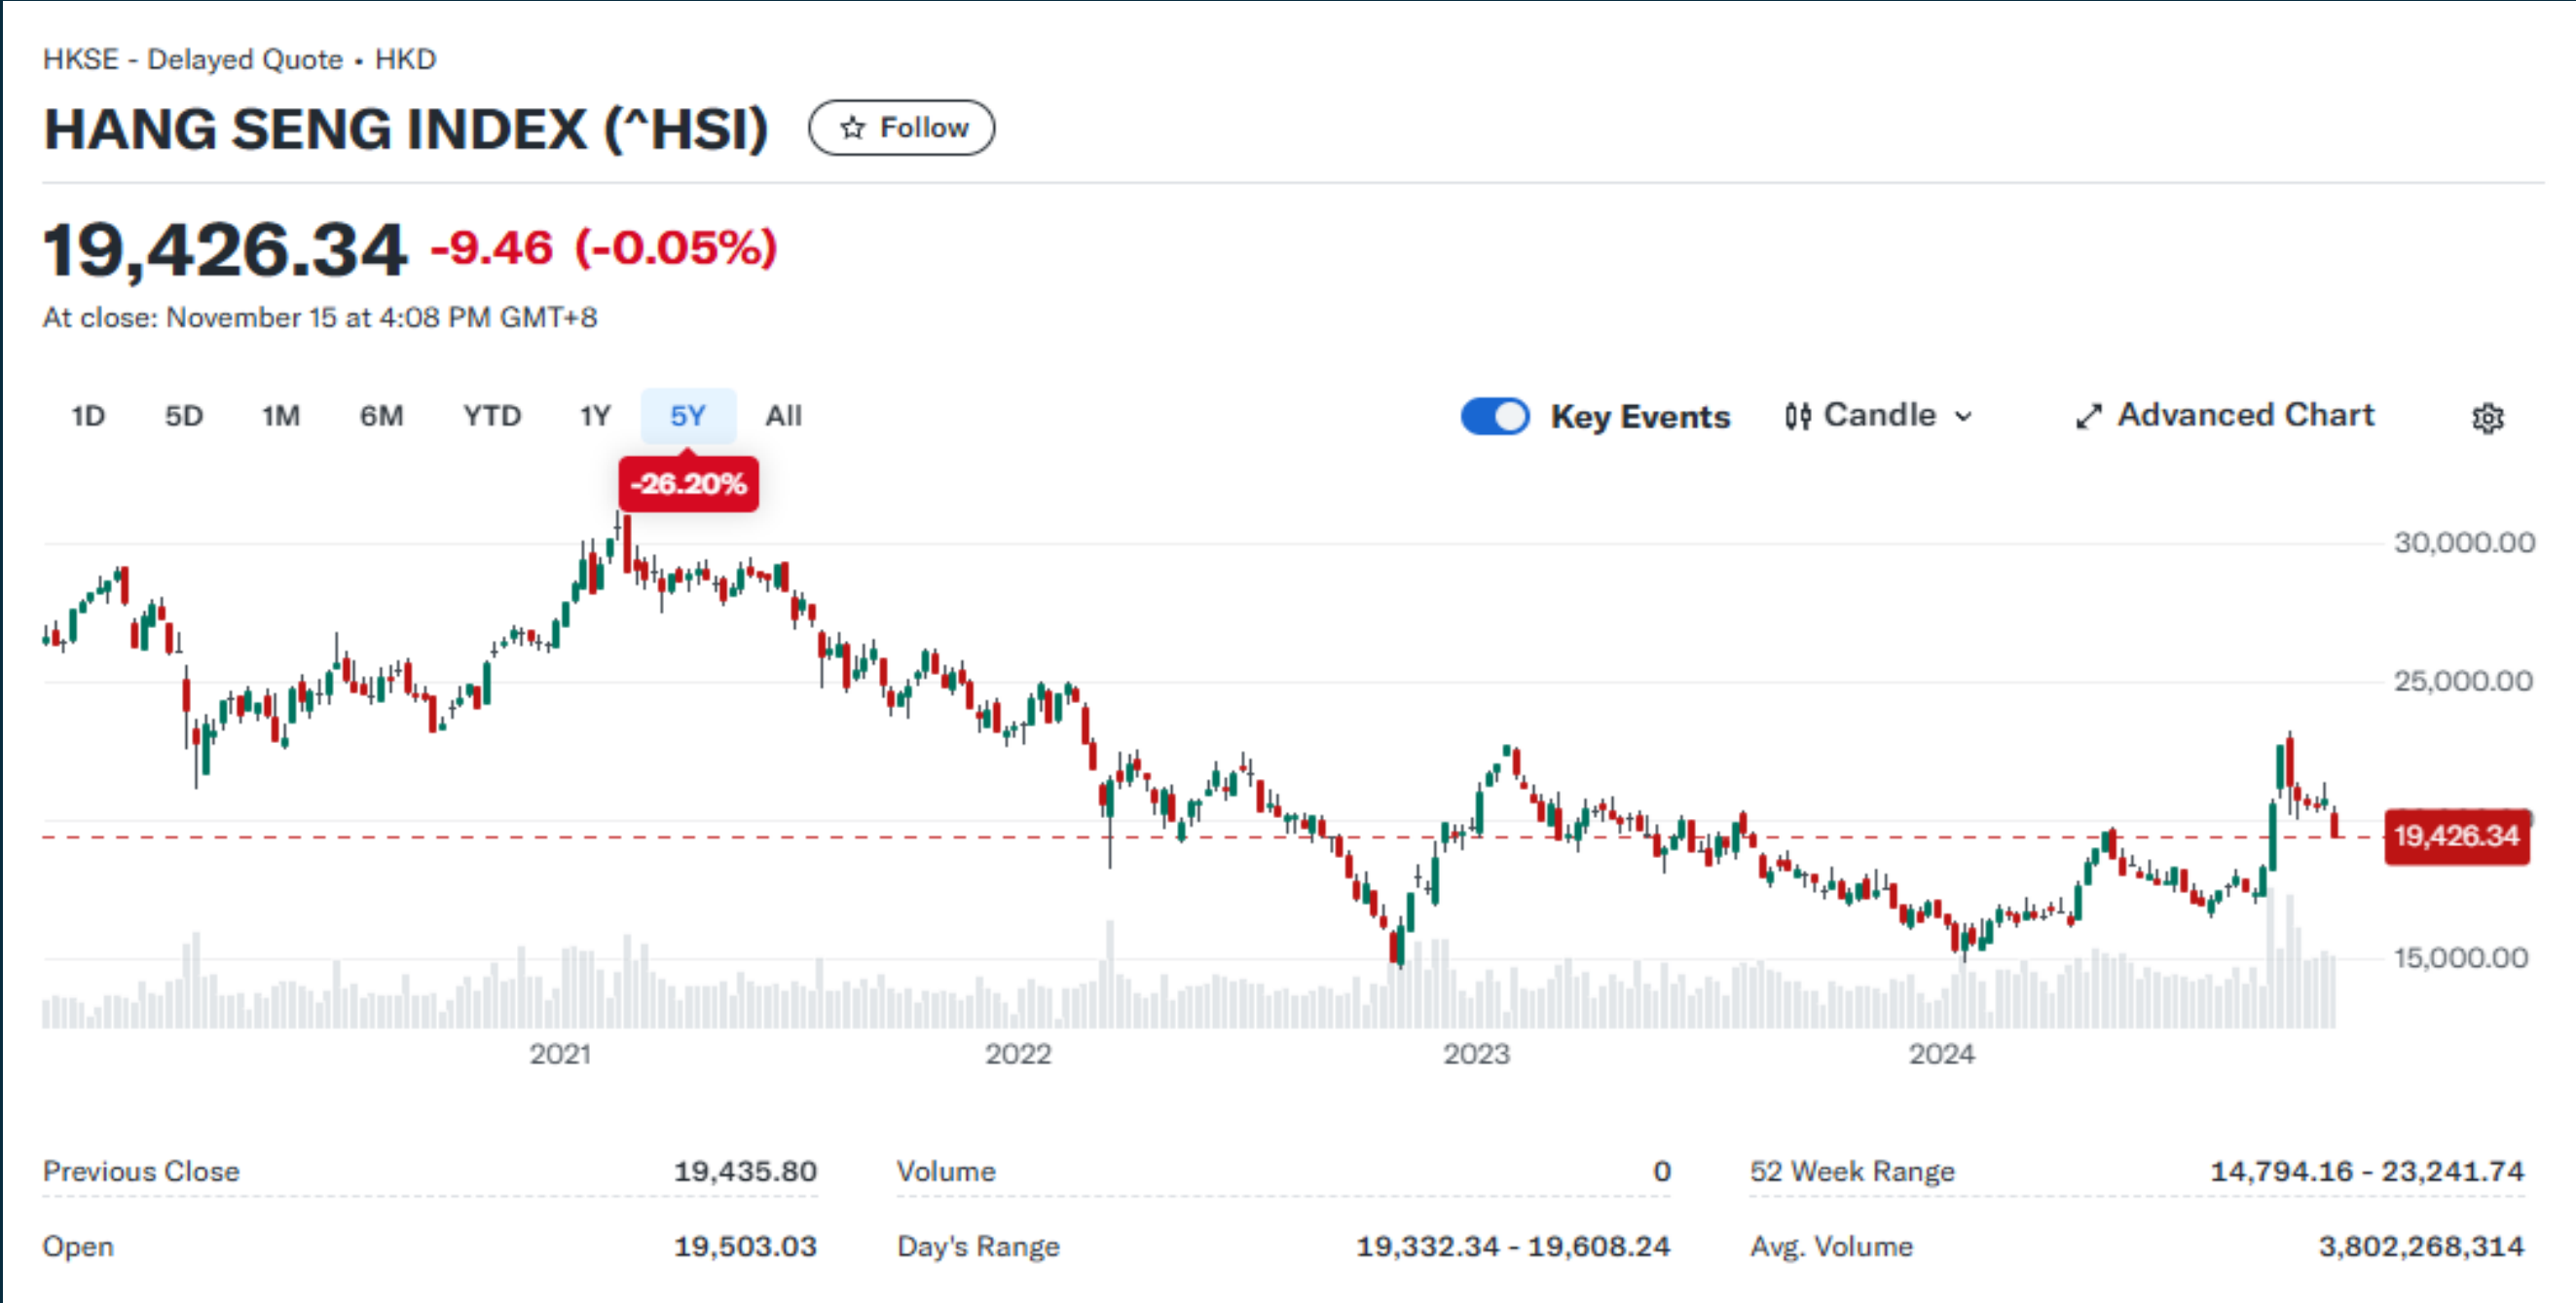 HKSE - Delayed Quote • HKD
HANG SENG INDEX (^HSI) Follow
19,426.34 -9.46 (-0.05%)
At close: November 15 at 4:08 PM GMT+8
1D 5D 1M 6M YTD 1Y 5Y All Key Events Candle Advanced Chart
-26.20%
30,000.00
25,000.00
19,426.34
15,000.00
2021 2022 2023 2024
Previous Close 19,435.80 Volume 0 52 Week Range 14,794.16 - 23,241.74
Open 19,503.03 Day's Range 19,332.34 - 19,608.24 Avg. Volume 3,802,268,314